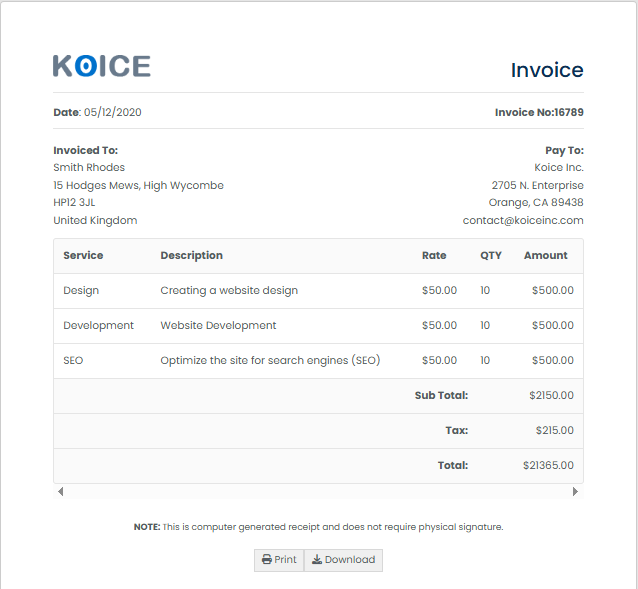 KOICE
Invoice
Date: 05/12/2020
Invoice No:16789
Invoiced To:
Smith Rhodes
15 Hodges Mews, High Wycombe
HP12 3JL
United Kingdom
Pay To:
Koice Inc.
2705 N. Enterprise
Orange, CA 89438
contact@koiceinc.com
Service Description Rate QTY Amount
Design Creating a website design $50.00 10 $500.00
Development Website Development $50.00 10 $500.00
SEO Optimize the site for search engines (SEO) $50.00 10 $500.00
Sub Total: $2150.00
Tax: $215.00
Total: $21365.00
NOTE: This is computer generated receipt and does not require physical signature.
Print Download